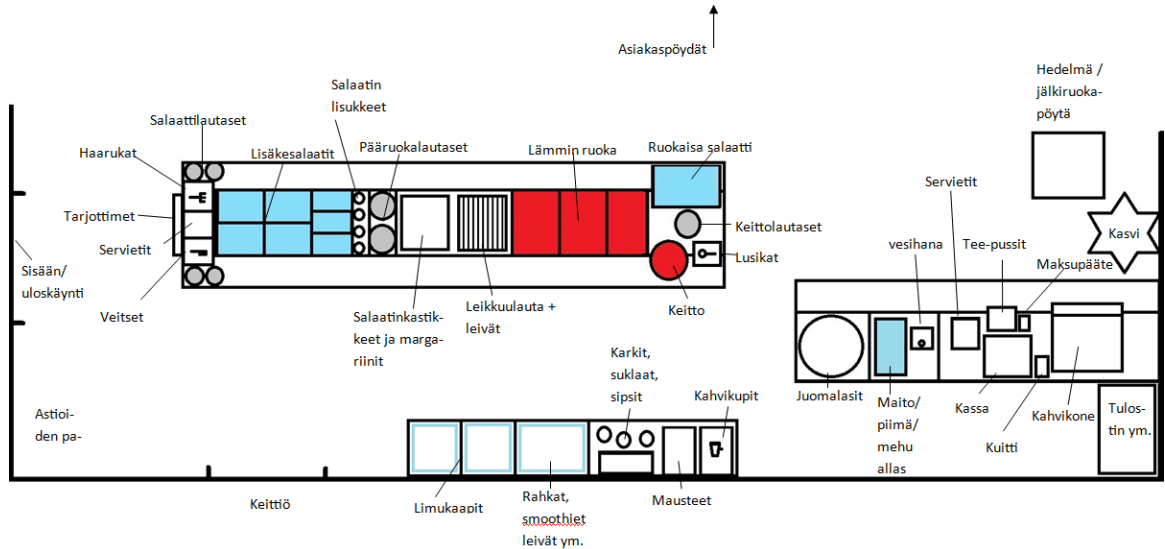 Asiakaspöydät
Hedelmä /
jälkiruoka-
pöytä
Salaatin
lisukkeet
Salaattilautaset
Haarukat
Lisäkesalaatit
Pääruokalautaset
Lämmin ruoka
Ruokaisa salaatti
Servietit
Tarjottimet
Keittolautaset
vesihana
Tee-pussit
Kasvi
Servietit
Lusikat
Maksupääte
Sisään/
uloskäynti
Veitset
Salaatinkastik-
keet ja marga-
riinit
Leikkuulauta +
leivät
Keitto
Karkit,
suklaat,
sipsit
Kahvikupit
Juomalasit
Maito/
piimä/
mehu
allas
Kassa
Kuitti
Kahvikone
Tulos-
tin ym.
Astioi-
den pa-
Keittiö
Limukaapit
Rahkat,
smoothiet
leivät ym.
Mausteet